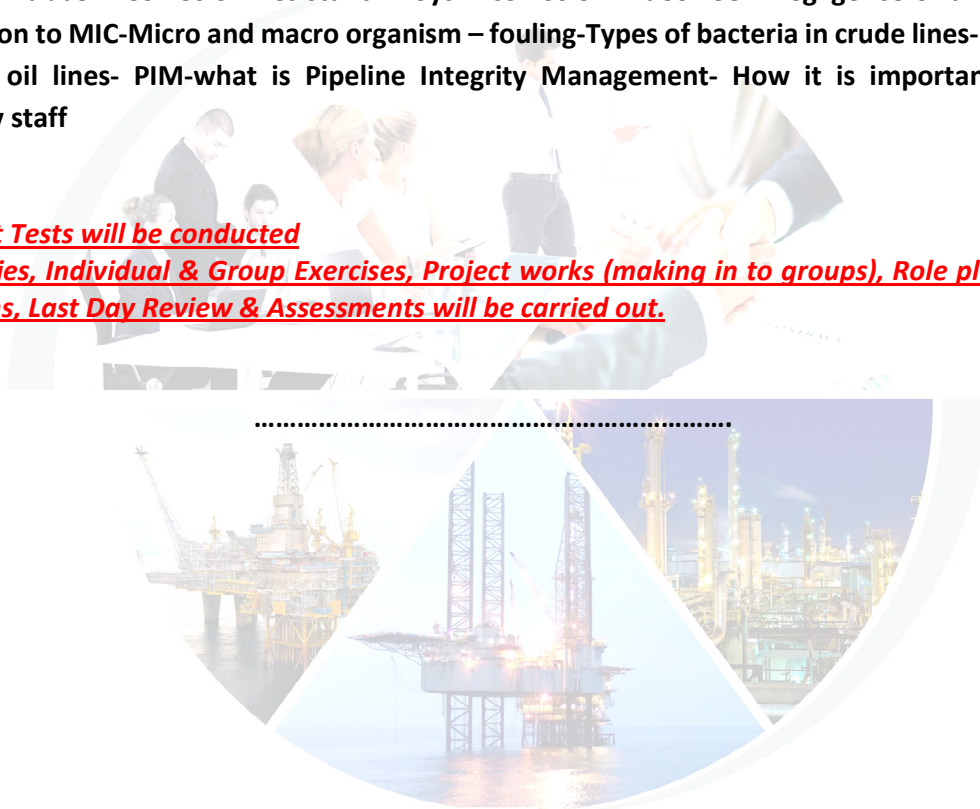 on to MIC-Micro and macro organism – fouling-Types of bacteria in crude lines-
oil lines- PIM-what is Pipeline Integrity Management- How it is importan
staff
t Tests will be conducted
ies, Individual & Group Exercises, Project works (making in to groups), Role pl
s, Last Day Review & Assessments will be carried out.
………………………………………………………….